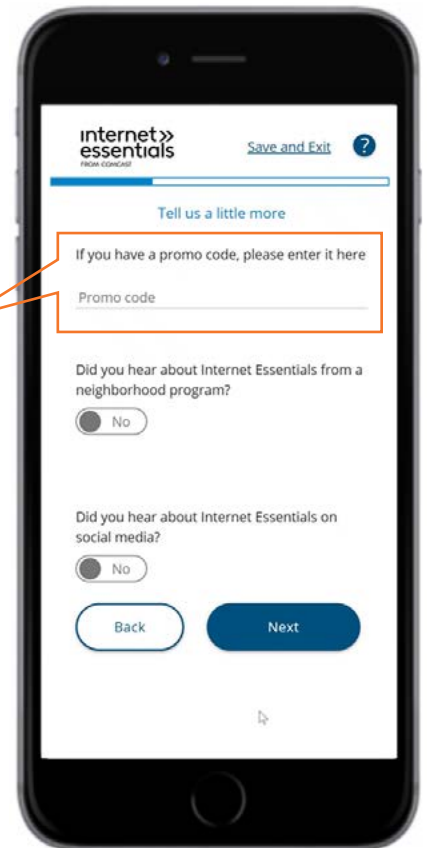 internet»
essentials
FROM COMCAST
Save and Exit
?
Tell us a little more
If you have a promo code, please enter it here
Promo code
Did you hear about Internet Essentials from a
neighborhood program?
No
Did you hear about Internet Essentials on
social media?
No
Back
Next